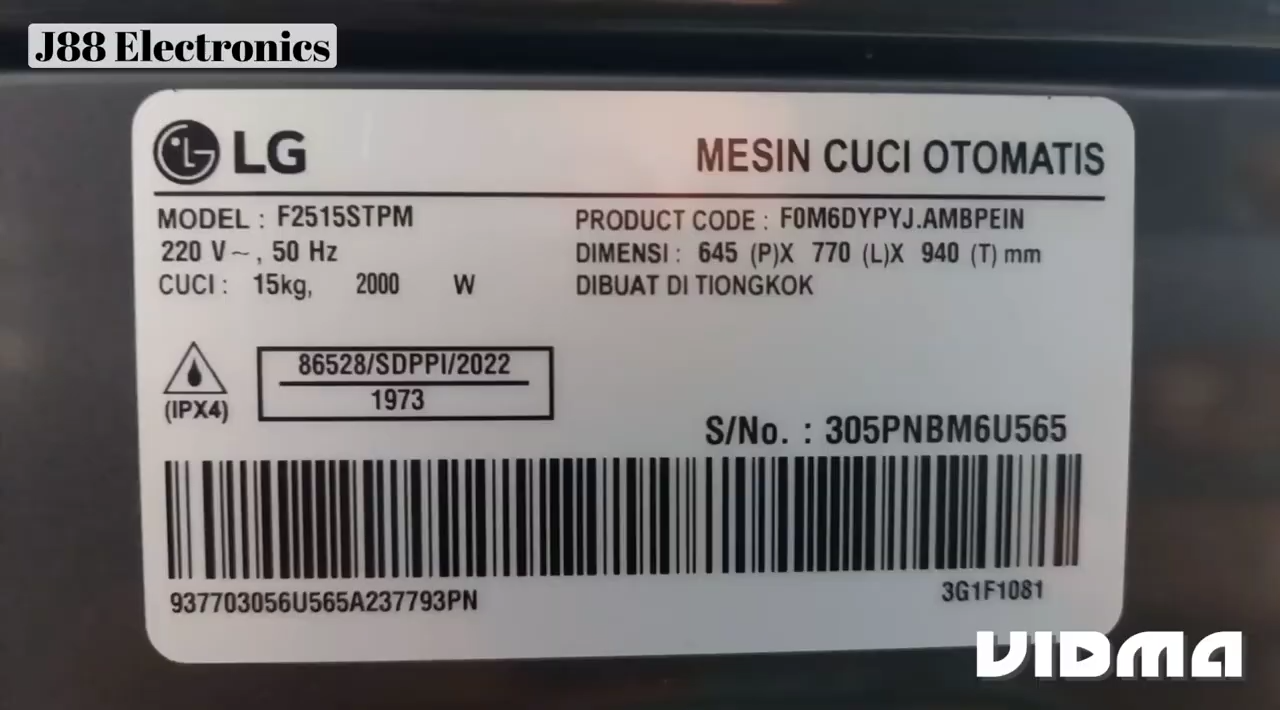 J88 Electronics
LG
MESIN CUCI OTOMATIS
MODEL : F2515STPM
PRODUCT CODE : F0M6DYPYJ.AMBPEIN
220 V~, 50 Hz
DIMENSI : 645 (P)X 770 (L)X 940 (T) mm
CUCI : 15kg, 2000 W
DIBUAT DI TIONGKOK
86528/SDPPI/2022
1973
(IPX4)
S/No. : 305PNBM6U565
937703056U565A237793PN
3G1F1081
VIDMA